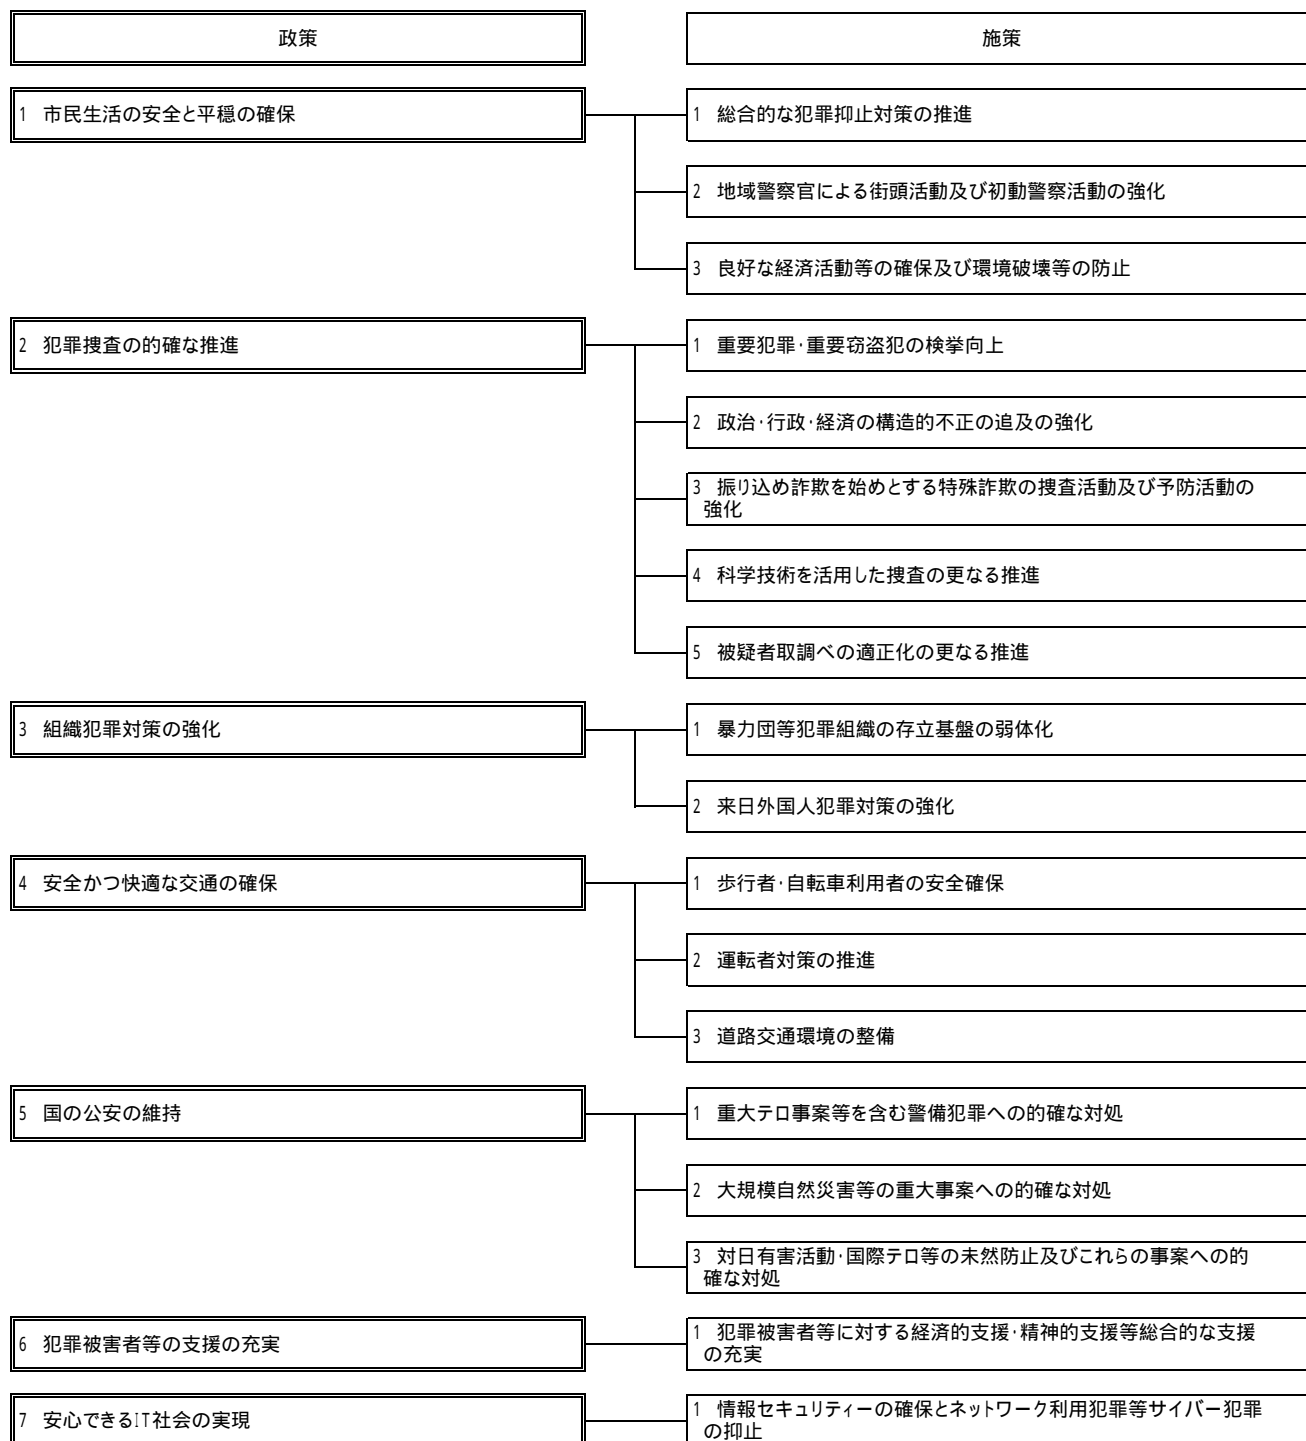 政策
施策
1 市民生活の安全と平穏の確保
1 総合的な犯罪抑止対策の推進
2 地域警察官による街頭活動及び初動警察活動の強化
3 良好な経済活動等の確保及び環境破壊等の防止
2 犯罪捜査の的確な推進
1 重要犯罪・重要窃盗犯の検挙向上
2 政治・行政・経済の構造的不正の追及の強化
3 振り込め詐欺を始めとする特殊詐欺の捜査活動及び予防活動の
強化
4 科学技術を活用した捜査の更なる推進
5 被疑者取調べの適正化の更なる推進
3 組織犯罪対策の強化
1 暴力団等犯罪組織の存立基盤の弱体化
2 来日外国人犯罪対策の強化
4 安全かつ快適な交通の確保
1 歩行者・自転車利用者の安全確保
2 運転者対策の推進
3 道路交通環境の整備
5 国の公安の維持
1 重大テロ事案等を含む警備犯罪への的確な対処
2 大規模自然災害等の重大事案への的確な対処
3 対日有害活動・国際テロ等の未然防止及びこれらの事案への的
確な対処
6 犯罪被害者等の支援の充実
1 犯罪被害者等に対する経済的支援・精神的支援等総合的な支援
の充実
7 安心できるIT社会の実現
1 情報セキュリティーの確保とネットワーク利用犯罪等サイバー犯罪
の抑止